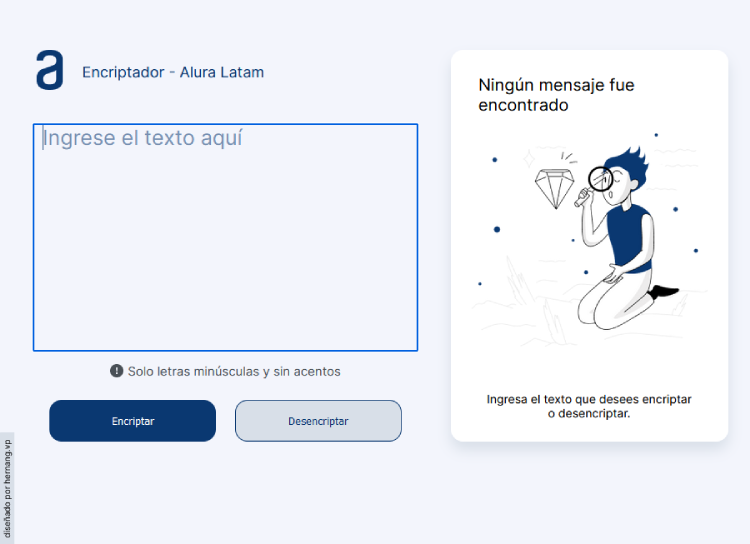 Encriptador - Alura Latam
Ingrese el texto aquí
Solo letras minúsculas y sin acentos
Encriptar
Desencriptar
Ningún mensaje fue
encontrado
Ingresa el texto que desees encriptar
o desencriptar.
diseñado por hernang.vp